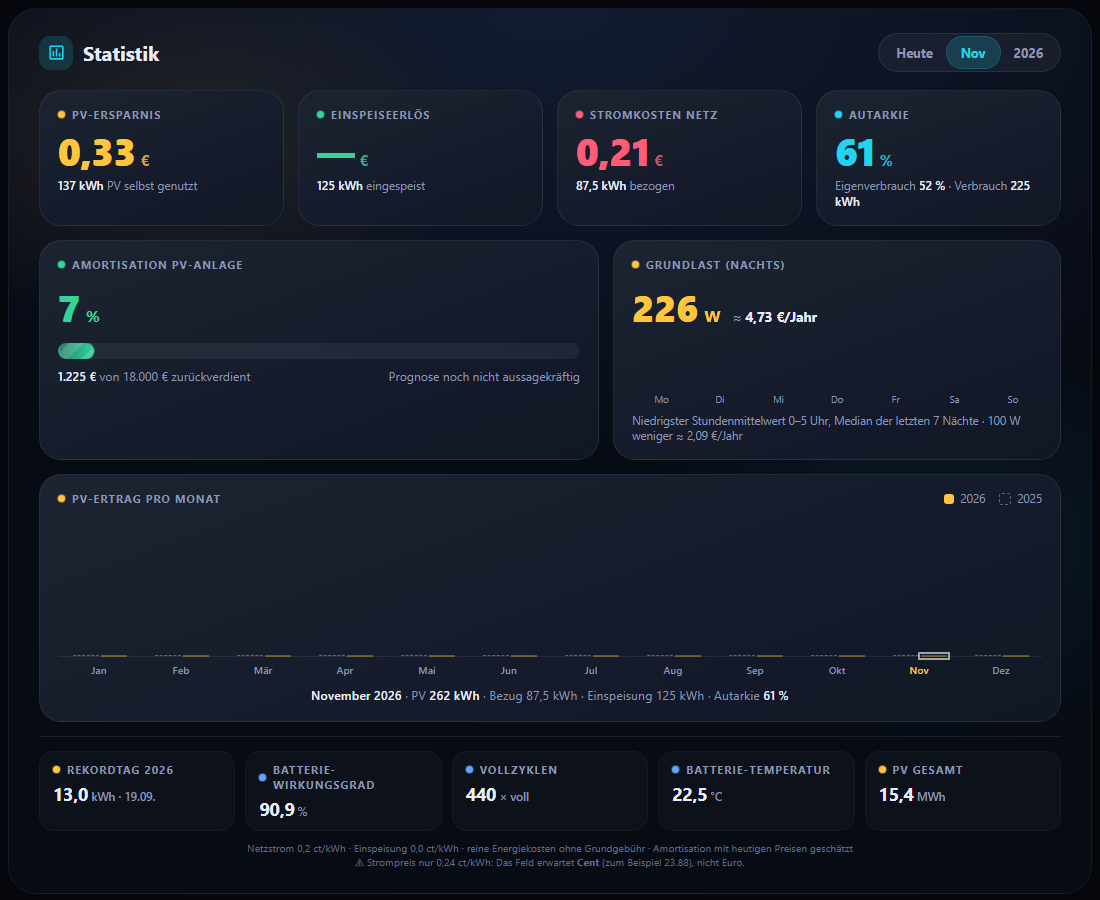 Statistik
Heute Nov 2026
PV-ERSPARNIS
0,33 €
137 kWh PV selbst genutzt
EINSPEISEERLÖS
— €
125 kWh eingespeist
STROMKOSTEN NETZ
0,21 €
87,5 kWh bezogen
AUTARKIE
61 %
Eigenverbrauch 52 % · Verbrauch 225
kWh
AMORTISATION PV-ANLAGE
7 %
1.225 € von 18.000 € zurückverdient
Prognose noch nicht aussagekräftig
GRUNDLAST (NACHTS)
226 W ≈ 4,73 €/Jahr
Mo Di Mi Do Fr Sa So
Niedrigster Stundenmittelwert 0–5 Uhr, Median der letzten 7 Nächte · 100 W
weniger ≈ 2,09 €/Jahr
PV-ERTRAG PRO MONAT
2026 2025
Jan Feb Mär Apr Mai Jun Jul Aug Sep Okt Nov Dez
November 2026 · PV 262 kWh · Bezug 87,5 kWh · Einspeisung 125 kWh · Autarkie 61 %
REKORDTAG 2026
13,0 kWh · 19.09.
BATTERIE-
WIRKUNGSGRAD
90,9 %
VOLLZYKLEN
440 × voll
BATTERIE-TEMPERATUR
22,5 °C
PV GESAMT
15,4 MWh
Netzstrom 0,2 ct/kWh · Einspeisung 0,0 ct/kWh · reine Energiekosten ohne Grundgebühr · Amortisation mit heutigen Preisen geschätzt
⚠ Strompreis nur 0,24 ct/kWh: Das Feld erwartet Cent (zum Beispiel 23.88), nicht Euro.